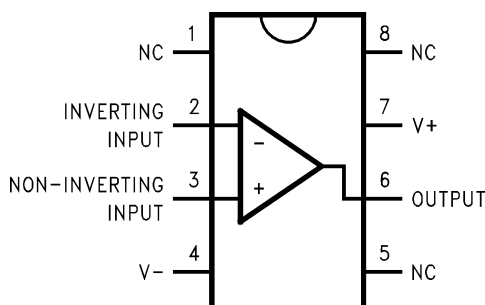 1
NC
8
NC
INVERTING
INPUT
2
7
V+
−
NON-INVERTING
INPUT
3
+
6
OUTPUT
4
V-
5
NC